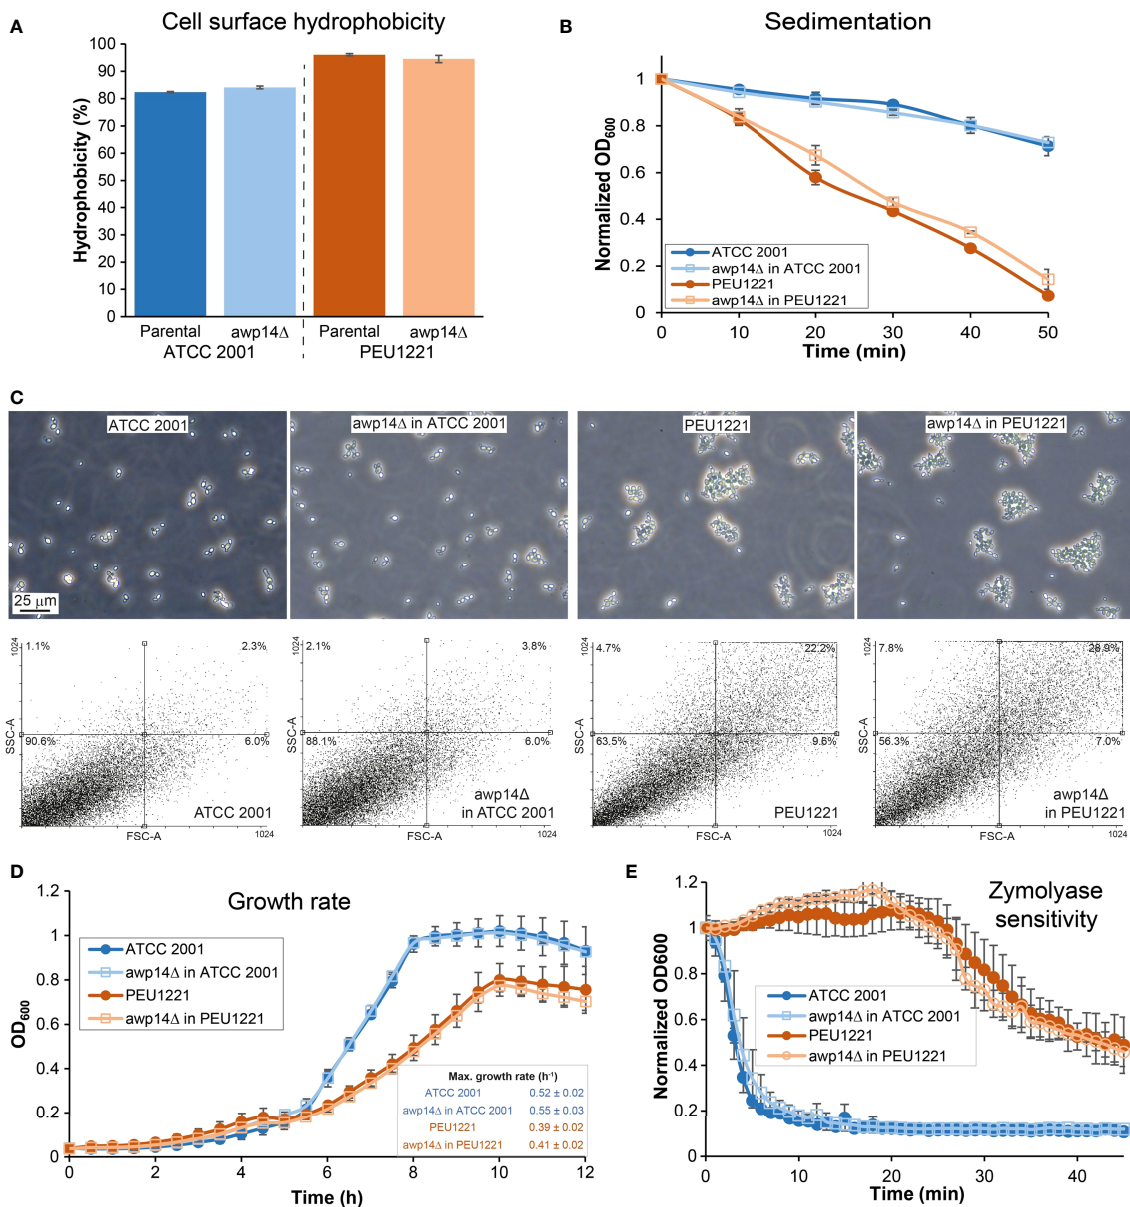 A
Cell surface hydrophobicity
Hydrophobicity (%)
100
90
80
70
60
50
40
30
20
10
0
Parental awp14Δ Parental awp14Δ
ATCC 2001 PEU1221
B
Sedimentation
Normalized OD600
1
0.8
0.6
0.4
0.2
0
ATCC 2001
awp14Δ in ATCC 2001
PEU1221
awp14Δ in PEU1221
0 10 20 30 40 50
Time (min)
C
ATCC 2001
awp14Δ in ATCC 2001
PEU1221
awp14Δ in PEU1221
25 µm
1024
1.1% 2.3%
SSC-A
90.6% 6.0%
ATCC 2001
FSC-A 1024
1024
2.1% 3.8%
SSC-A
88.1% 6.0%
awp14Δ
in ATCC 2001
FSC-A 1024
1024
4.7% 22.2%
SSC-A
63.5% 9.6%
PEU1221
FSC-A 1024
1024
7.8% 28.9%
SSC-A
56.3% 7.0%
awp14Δ
in PEU1221
FSC-A 1024
D
Growth rate
OD600
1.2
1
0.8
0.6
0.4
0.2
0
ATCC 2001
awp14Δ in ATCC 2001
PEU1221
awp14Δ in PEU1221
Max. growth rate (h-1)
ATCC 2001 0.52 ± 0.02
awp14Δ in ATCC 2001 0.55 ± 0.03
PEU1221 0.39 ± 0.02
awp14Δ in PEU1221 0.41 ± 0.02
0 2 4 6 8 10 12
Time (h)
E
Zymolyase
sensitivity
Normalized OD600
1.2
1.0
0.8
0.6
0.4
0.2
0
ATCC 2001
awp14Δ in ATCC 2001
PEU1221
awp14Δ in PEU1221
0 10 20 30 40
Time (min)